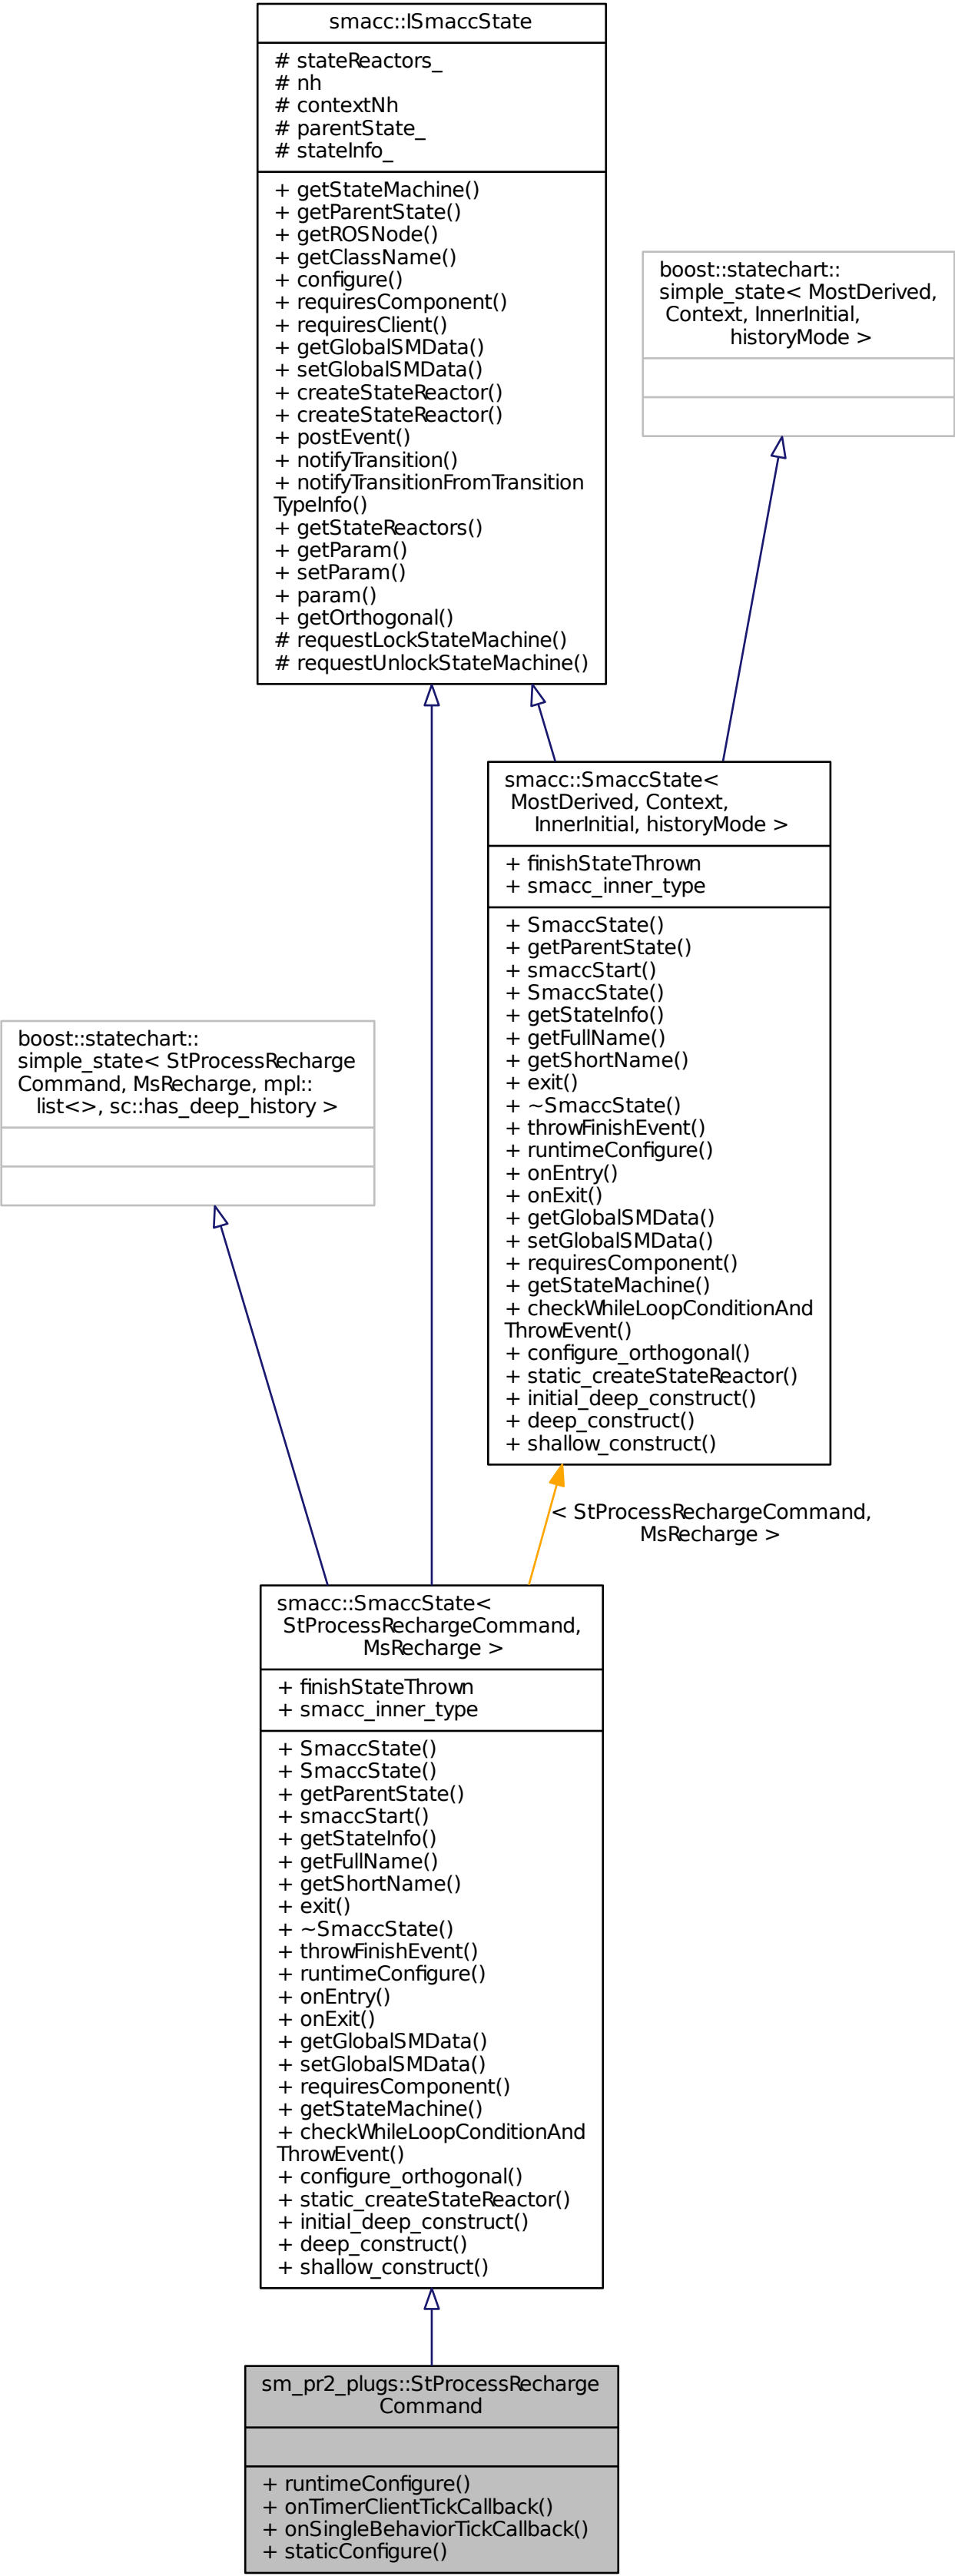 smacc::ISmaccState
# stateReactors_
# nh
# contextNh
# parentState_
# stateInfo_
+ getStateMachine()
+ getParentState()
+ getROSNode()
+ getClassName()
+ configure()
+ requiresComponent()
+ requiresClient()
+ getGlobalSMData()
+ setGlobalSMData()
+ createStateReactor()
+ createStateReactor()
+ postEvent()
+ notifyTransition()
+ notifyTransitionFromTransition
TypeInfo()
+ getStateReactors()
+ getParam()
+ setParam()
+ param()
+ getOrthogonal()
# requestLockStateMachine()
# requestUnlockStateMachine()
boost::statechart::
simple_state< MostDerived,
Context, InnerInitial,
historyMode >
smacc::SmaccState<
MostDerived, Context,
InnerInitial, historyMode >
+ finishStateThrown
+ smacc_inner_type
+ SmaccState()
+ getParentState()
+ smaccStart()
+ SmaccState()
+ getStateInfo()
+ getFullName()
+ getShortName()
+ exit()
+ ~SmaccState()
+ throwFinishEvent()
+ runtimeConfigure()
+ onEntry()
+ onExit()
+ getGlobalSMData()
+ setGlobalSMData()
+ requiresComponent()
+ getStateMachine()
+ checkWhileLoopConditionAnd
ThrowEvent()
+ configure_orthogonal()
+ static_createStateReactor()
+ initial_deep_construct()
+ deep_construct()
+ shallow_construct()
boost::statechart::
simple_state< StProcessRecharge
Command, MsRecharge, mpl::
list<>, sc::has_deep_history >
< StProcessRechargeCommand,
MsRecharge >
smacc::SmaccState<
StProcessRechargeCommand,
MsRecharge >
+ finishStateThrown
+ smacc_inner_type
+ SmaccState()
+ SmaccState()
+ getParentState()
+ smaccStart()
+ getStateInfo()
+ getFullName()
+ getShortName()
+ exit()
+ ~SmaccState()
+ throwFinishEvent()
+ runtimeConfigure()
+ onEntry()
+ onExit()
+ getGlobalSMData()
+ setGlobalSMData()
+ requiresComponent()
+ getStateMachine()
+ checkWhileLoopConditionAnd
ThrowEvent()
+ configure_orthogonal()
+ static_createStateReactor()
+ initial_deep_construct()
+ deep_construct()
+ shallow_construct()
sm_pr2_plugs::StProcessRecharge
Command
+ runtimeConfigure()
+ onTimerClientTickCallback()
+ onSingleBehaviorTickCallback()
+ staticConfigure()